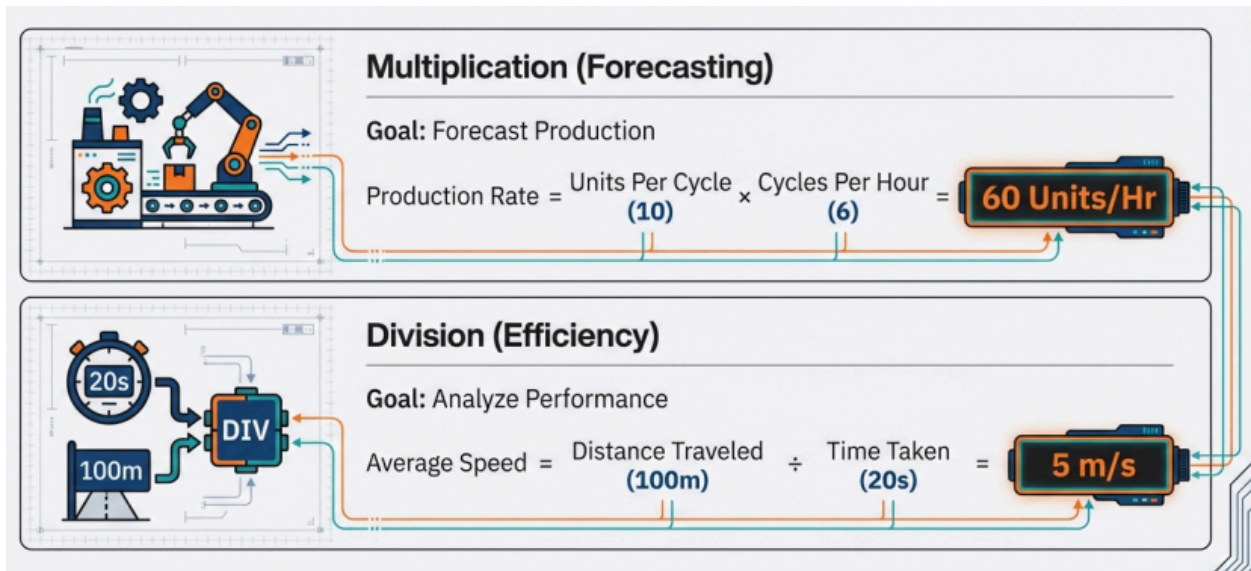 Multiplication (Forecasting)
Goal: Forecast Production
Production Rate = Units Per Cycle (10) × Cycles Per Hour (6) = 60 Units/Hr
Division (Efficiency)
20s
100m
DIV
Goal: Analyze Performance
Average Speed = Distance Traveled (100m) ÷ Time Taken (20s) = 5 m/s